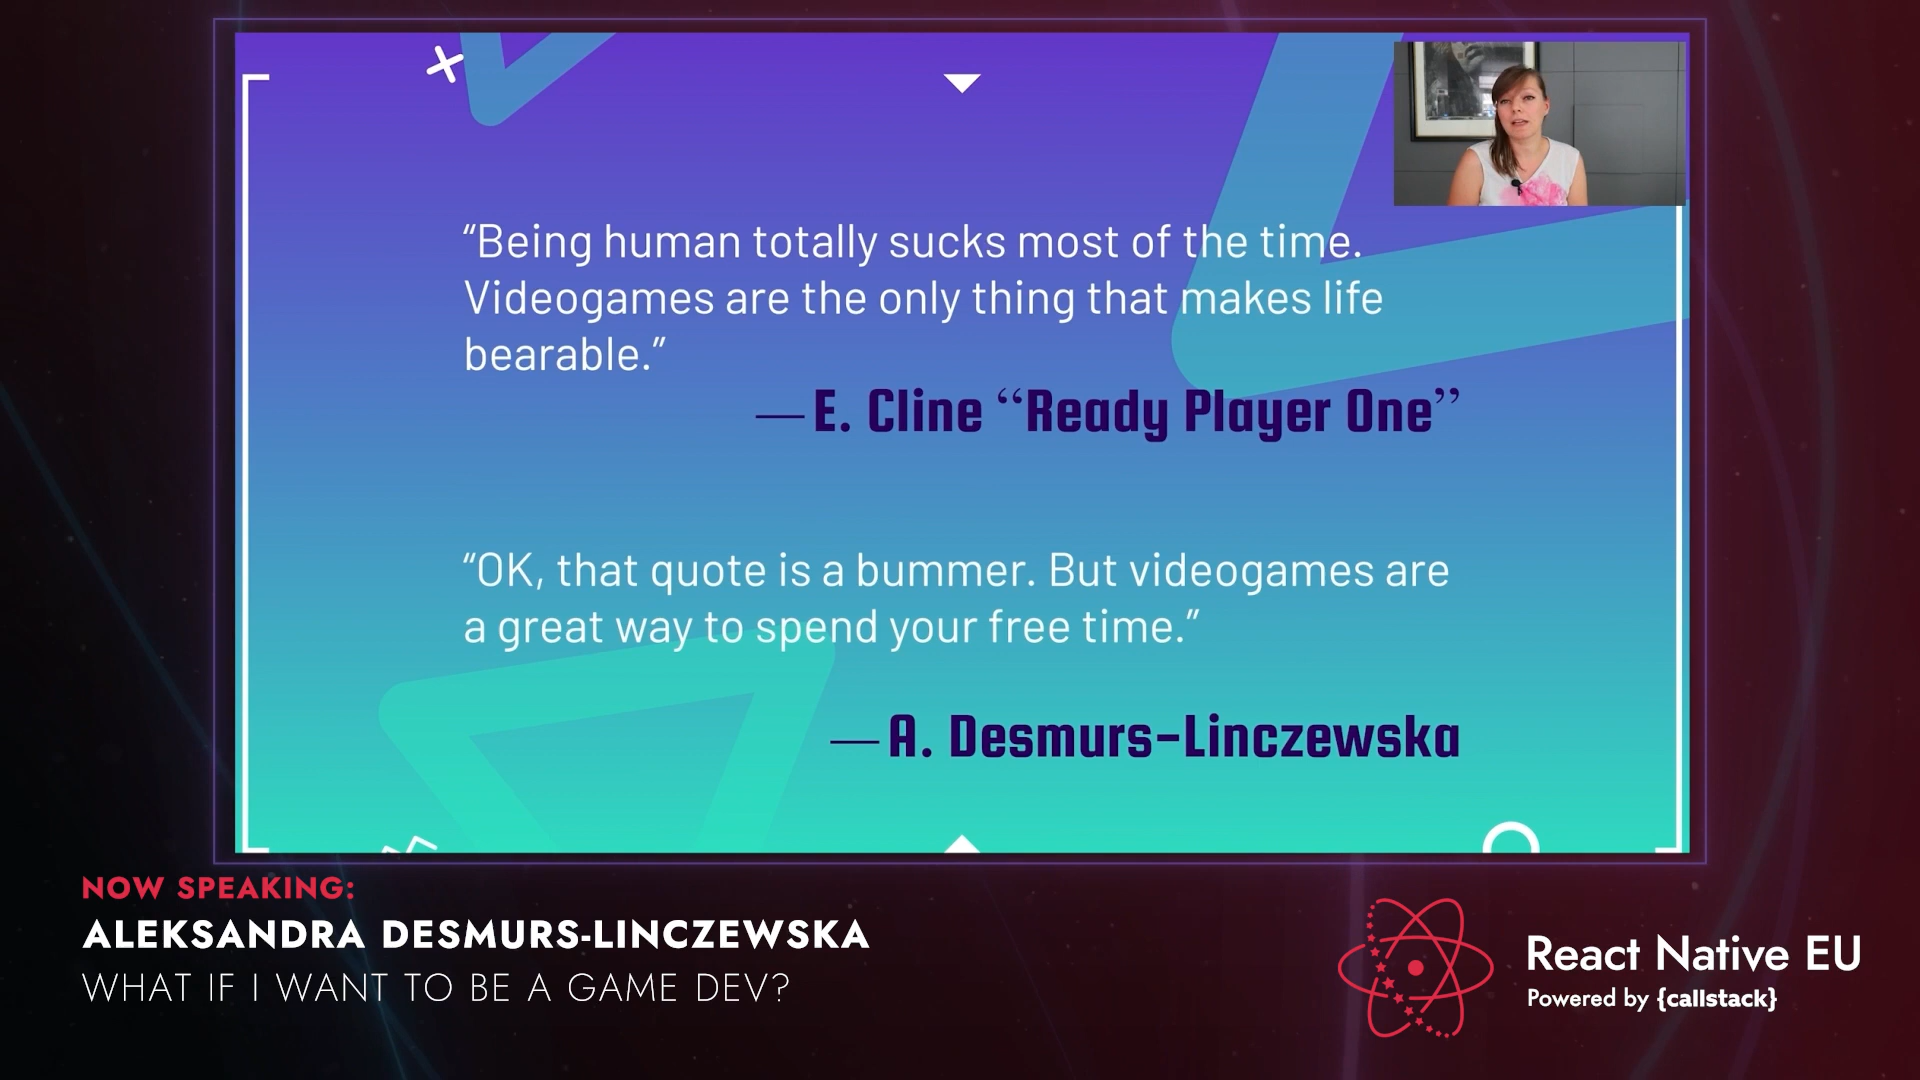 “Being human totally sucks most of the time.
Videogames are the only thing that makes life
bearable.”
— E. Cline “Ready Player One”
“OK, that quote is a bummer. But videogames are
a great way to spend your free time.”
— A. Desmurs-Linczewska
NOW SPEAKING:
ALEKSANDRA DESMURS-LINCZEWSKA
WHAT IF I WANT TO BE A GAME DEV?
React Native EU
Powered by {callstack}